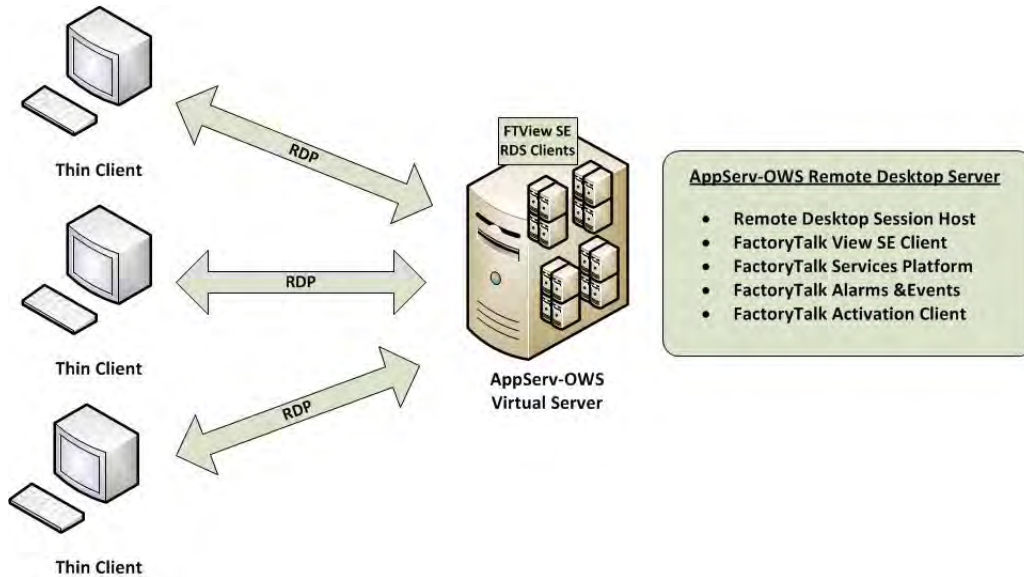 Thin Client
RDP
Thin Client
RDP
Thin Client
RDP
FTView SE
RDS Clients
AppServ-OWS
Virtual Server
AppServ-OWS Remote Desktop Server
• Remote Desktop Session Host
• FactoryTalk View SE Client
• FactoryTalk Services Platform
• FactoryTalk Alarms &Events
• FactoryTalk Activation Client